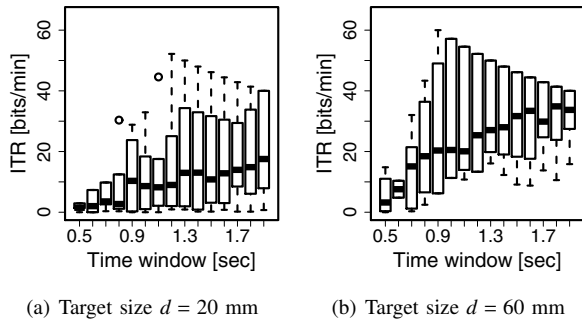 ITR [bits/min]
60
40
20
0
0.5 0.9 1.3 1.7
Time window [sec]
(a) Target size d = 20 mm
ITR [bits/min]
60
40
20
0
0.5 0.9 1.3 1.7
Time window [sec]
(b) Target size d = 60 mm